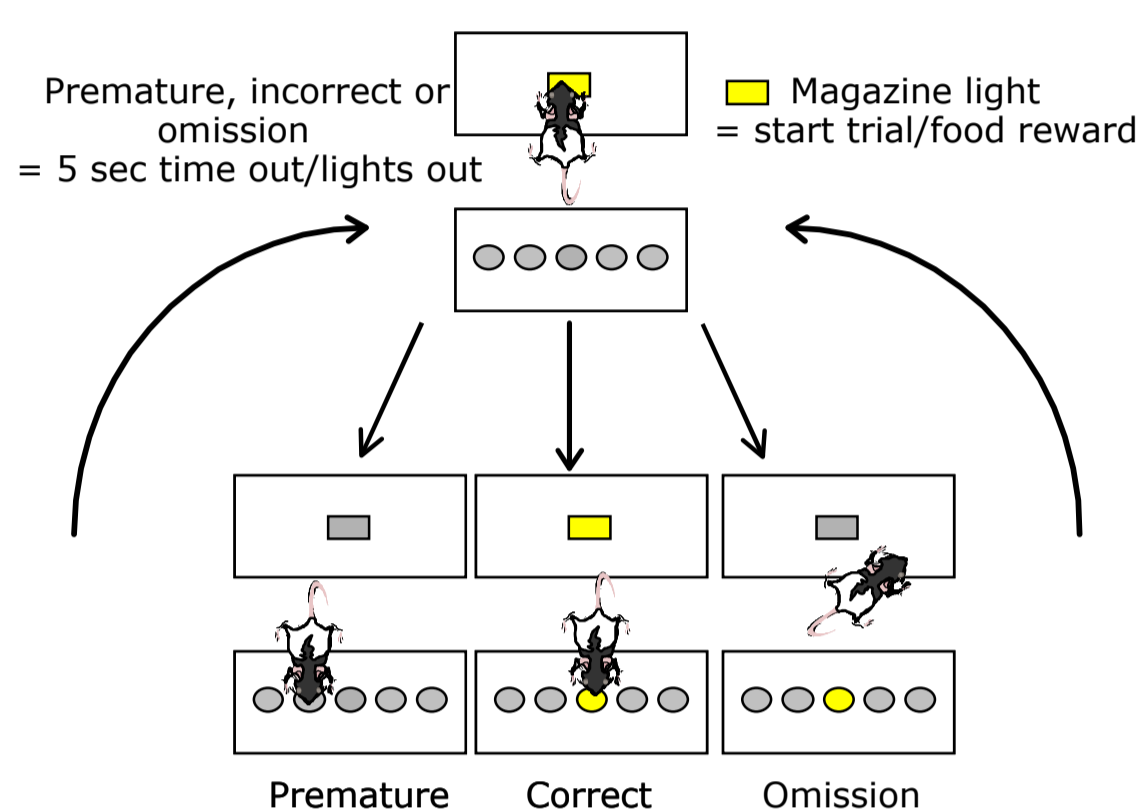 Premature, incorrect or
omission
= 5 sec time out/lights out
Magazine light
= start trial/food reward
Premature
Correct
Omission